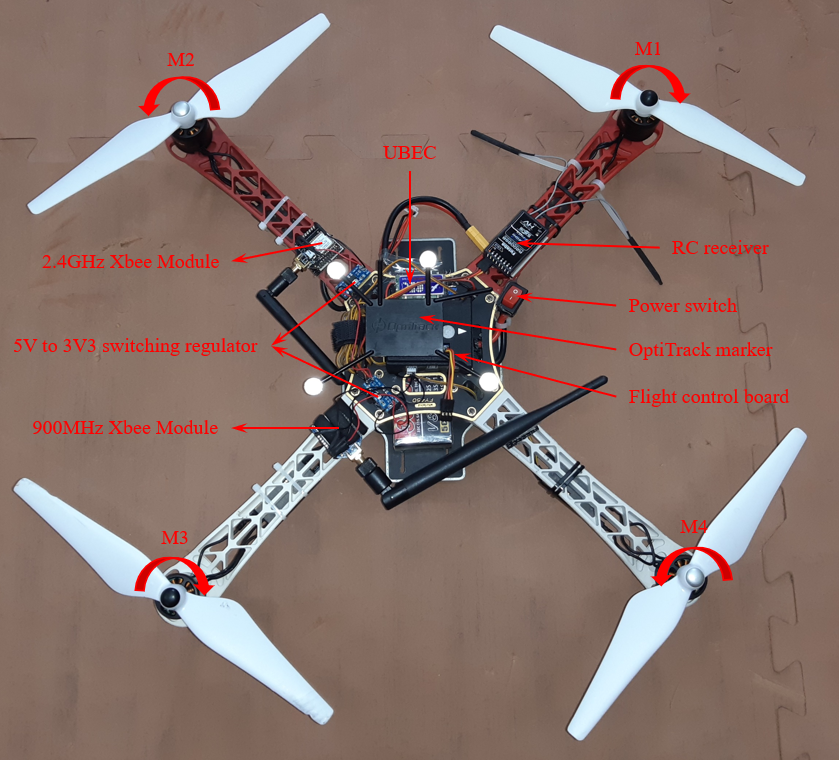 M1
M2
UBEC
2.4GHz Xbee Module
RC receiver
Power switch
5V to 3V3 switching regulator
OptiTrack marker
Flight control board
900MHz Xbee Module
M3
M4